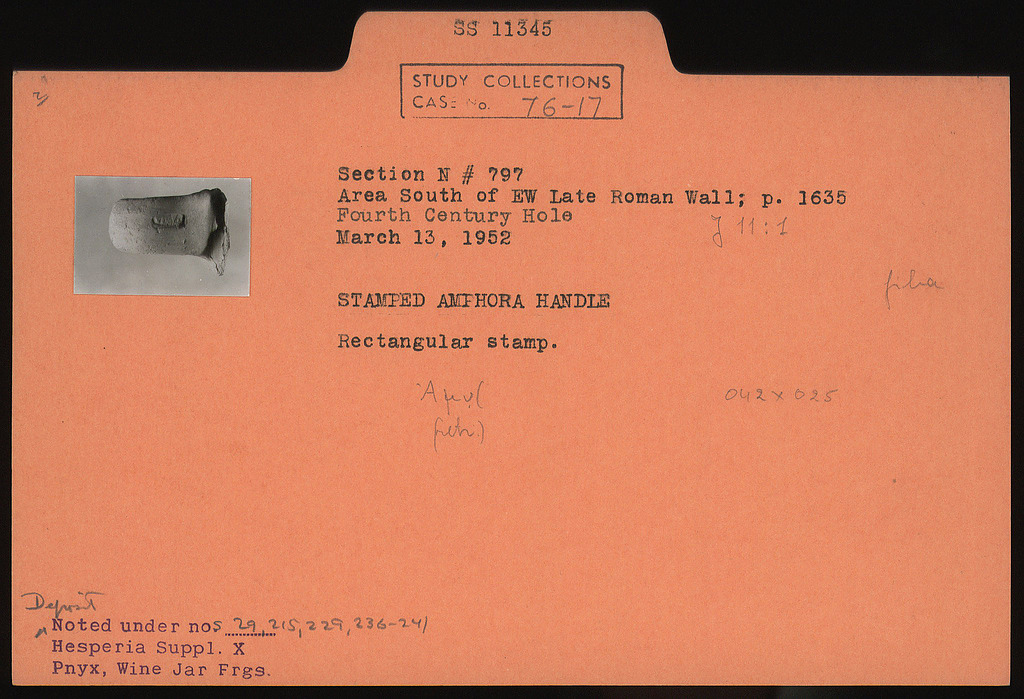 SS 11345
STUDY COLLECTIONS
CASE No. 76-17
Section N # 797
Area South of EW Late Roman Wall; p. 1635
Fourth Century Hole
J 11:1
March 13, 1952
STAMPED AMPHORA HANDLE
Rectangular stamp.
042 x 025
Deposit
Noted under nos 29, 215, 229, 236-241
Hesperia Suppl. X
Pnyx, Wine Jar Frgs.